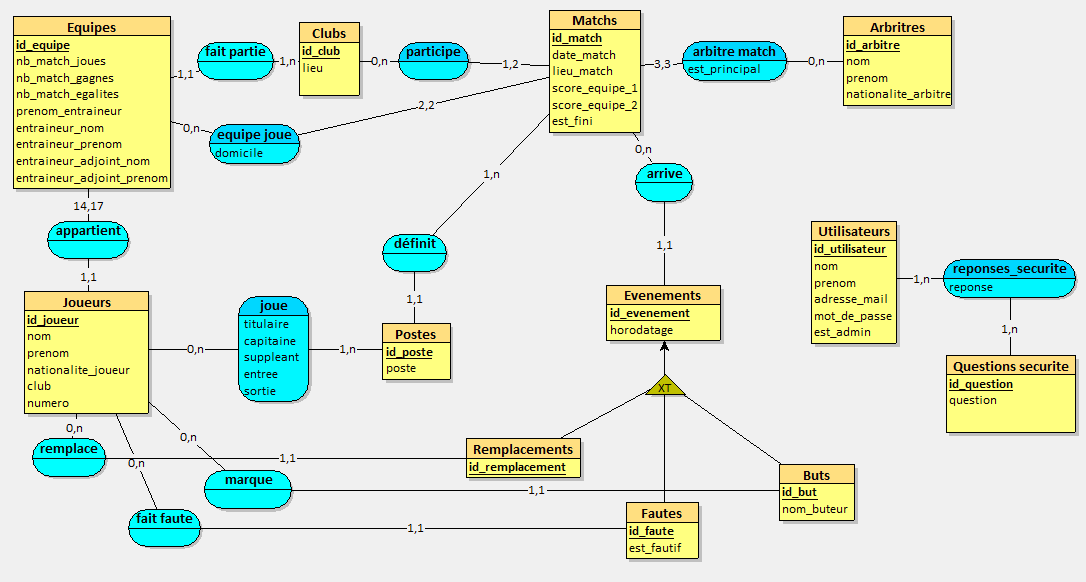 Equipes
id_equipe
nb_match_joues
nb_match_gagnes
nb_match_egalites
prenom_entraineur
entraineur_nom
entraineur_prenom
entraineur_adjoint_nom
entraineur_adjoint_prenom
1,1
fait partie
1,n
Clubs
id_club
lieu
0,n
participe
1,2
Matchs
id_match
date_match
lieu_match
score_equipe_1
score_equipe_2
est_fini
3,3
arbitre match
est_principal
0,n
Arbritres
id_arbitre
nom
prenom
nationalite_arbitre
0,n
equipe joue
domicile
2,2
14,17
appartient
1,1
1,n
définit
1,1
0,n
arrive
1,1
Utilisateurs
id_utilisateur
nom
prenom
adresse_mail
mot_de_passe
est_admin
1,n
reponses_securite
reponse
1,n
Questions securite
id_question
question
Joueurs
id_joueur
nom
prenom
nationalite_joueur
club
numero
0,n
joue
titulaire
capitaine
suppleant
entree
sortie
1,n
Postes
id_poste
poste
Evenements
id_evenement
horodatage
XT
0,n
remplace
1,1
Remplacements
id_remplacement
0,n
marque
1,1
Buts
id_but
nom_buteur
0,n
fait faute
1,1
Fautes
id_faute
est_fautif